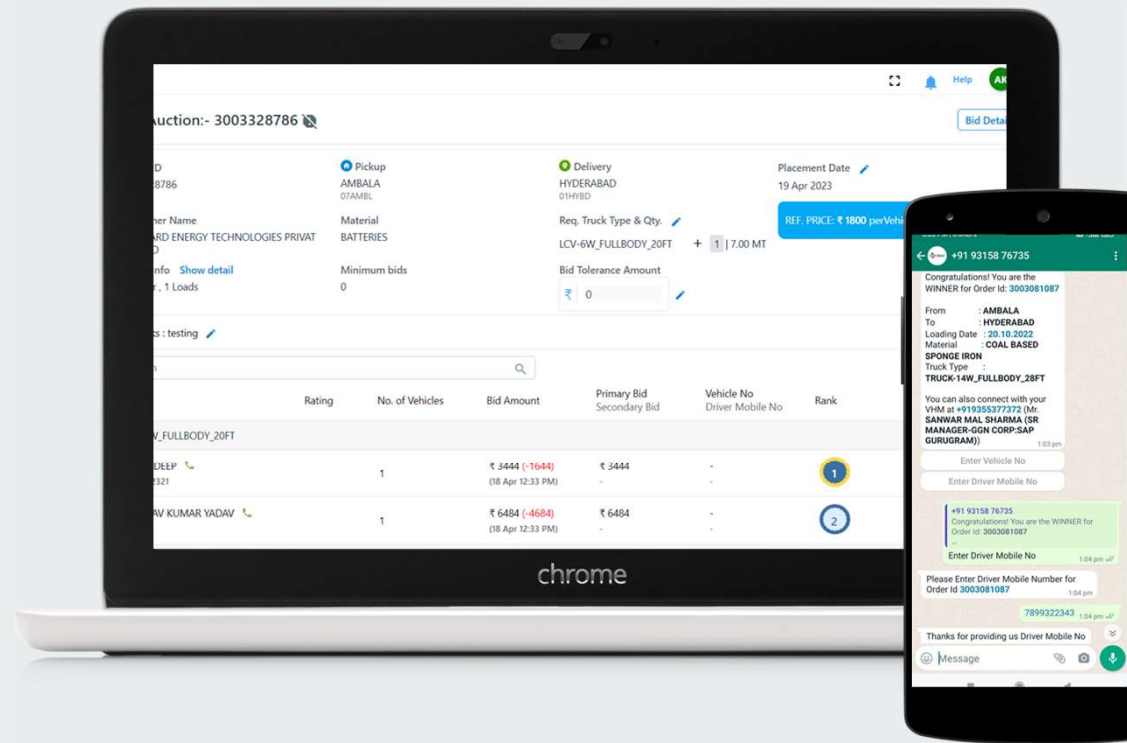 Help
AK
Auction:- 3003328786
Bid Detai
D
8786
Pickup
AMBALA
07AMBL
Delivery
HYDERABAD
01HYBD
Placement Date
19 Apr 2023
ner Name
ARD ENERGY TECHNOLOGIES PRIVAT
D
Material
BATTERIES
Req. Truck Type & Qty.
LCV-6W_FULLBODY_20FT + 1 | 7.00 MT
REF. PRICE: ₹ 1800 perVehi
nfo Show detail
r , 1 Loads
Minimum bids
0
Bid Tolerance Amount
₹ 0
ks : testing
Rating
No. of Vehicles
Bid Amount
Primary Bid
Secondary Bid
Vehicle No
Driver Mobile No
Rank
W_FULLBODY_20FT
DEEP
2321
1
₹ 3444 (-1644)
(18 Apr 12:33 PM)
₹ 3444
-
-
-
1
AV KUMAR YADAV
1
₹ 6484 (-4684)
(18 Apr 12:33 PM)
₹ 6484
-
-
-
2
chrome
+91 93158 76735
Congratulations! You are the
WINNER for Order Id: 3003081087
From : AMBALA
To : HYDERABAD
Loading Date : 20.10.2022
Material : COAL BASED
SPONGE IRON
Truck Type :
TRUCK-14W_FULLBODY_28FT
You can also connect with your
VHM at +919355377372 (Mr.
SANWAR MAL SHARMA (SR
MANAGER-GGN CORP:SAP
GURUGRAM))
1:03 pm
Enter Vehicle No
Enter Driver Mobile No
+91 93158 76735
Congratulations! You are the WINNER for
Order Id: 3003081087
...
Enter Driver Mobile No
1:04 pm
Please Enter Driver Mobile Number for
Order Id 3003081087
1:04 pm
7899322343
1:04 pm
Thanks for providing us Driver Mobile No
Message